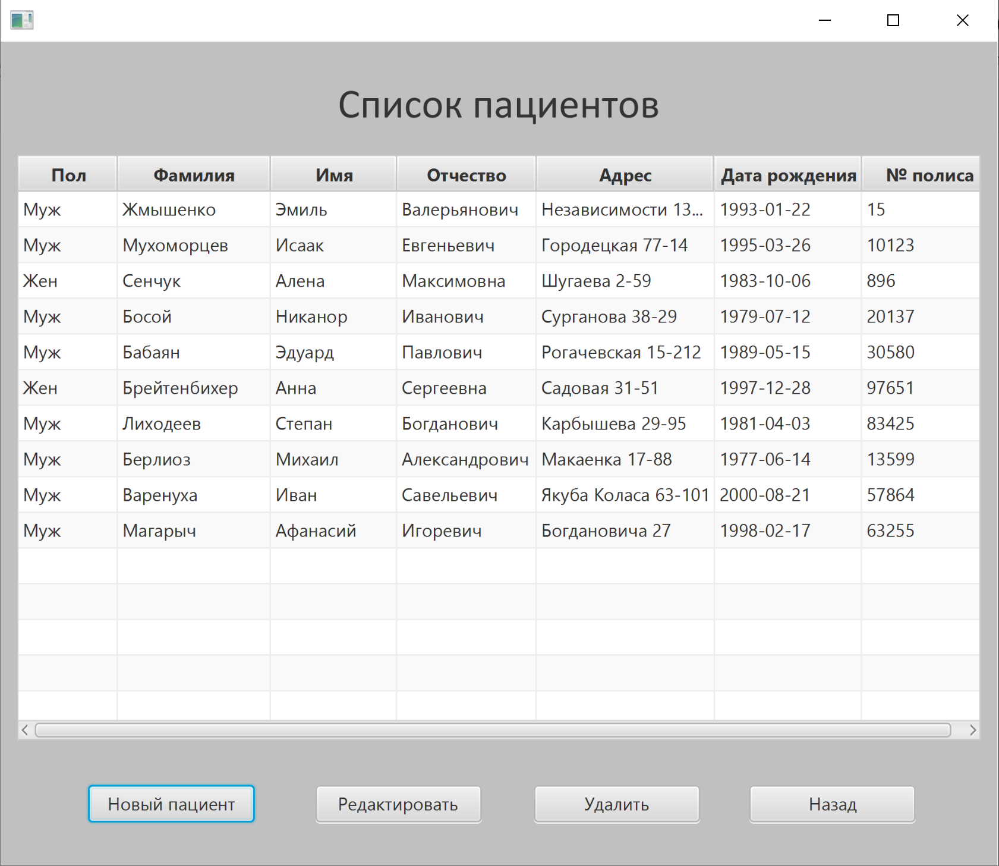 Список пациентов
Пол Фамилия Имя Отчество Адрес Дата рождения № полиса
Муж Жмышенко Эмиль Валерьянович Независимости 13... 1993-01-22 15
Муж Мухоморцев Исаак Евгеньевич Городецкая 77-14 1995-03-26 10123
Жен Сенчук Алена Максимовна Шугаева 2-59 1983-10-06 896
Муж Босой Никанор Иванович Сурганова 38-29 1979-07-12 20137
Муж Бабаян Эдуард Павлович Рогачевская 15-212 1989-05-15 30580
Жен Брейтенбихер Анна Сергеевна Садовая 31-51 1997-12-28 97651
Муж Лиходеев Степан Богданович Карбышева 29-95 1981-04-03 83425
Муж Берлиоз Михаил Александрович Макаенка 17-88 1977-06-14 13599
Муж Варенуха Иван Савельевич Якуба Коласа 63-101 2000-08-21 57864
Муж Магарыч Афанасий Игоревич Богдановича 27 1998-02-17 63255
Новый пациент Редактировать Удалить Назад